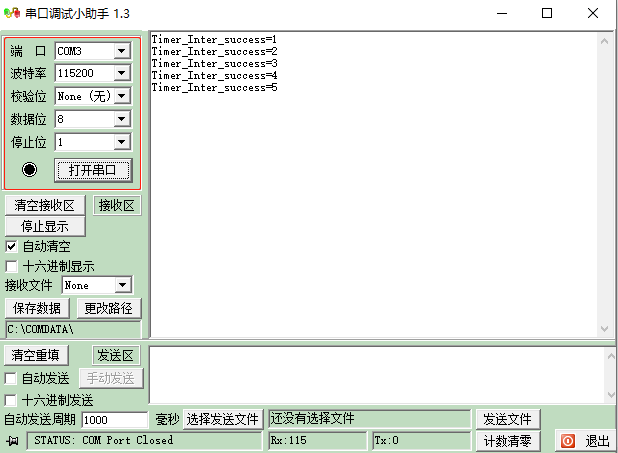 串口调试小助手 1.3
端 口 COM3
波特率 115200
校验位 None (无)
数据位 8
停止位 1
打开串口
Timer_Inter_success=1
Timer_Inter_success=2
Timer_Inter_success=3
Timer_Inter_success=4
Timer_Inter_success=5
清空接收区 接收区
停止显示
自动清空
十六进制显示
接收文件 None
保存数据 更改路径
C:\COMDATA\
清空重填 发送区
自动发送 手动发送
十六进制发送
自动发送周期 1000 毫秒 选择发送文件 还没有选择文件 发送文件
STATUS: COM Port Closed Rx:115 Tx:0 计数清零 退出